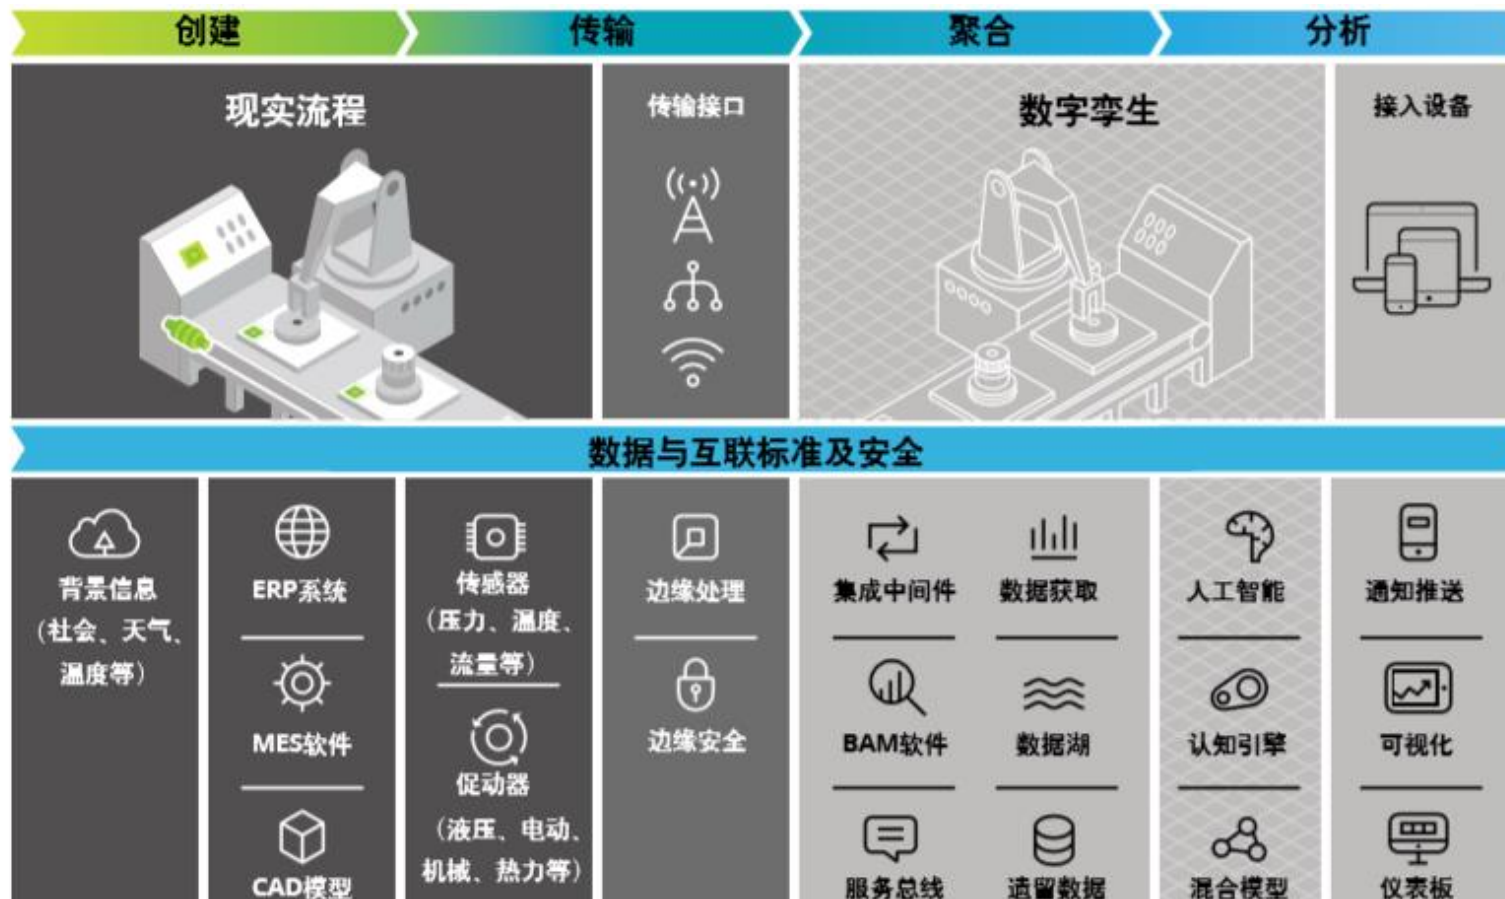 创建
传输
聚合
分析
现实流程
传输接口
数字孪生
接入设备
数据与互联标准及安全
背景信息
（社会、天气、
温度等）
ERP系统
MES软件
CAD模型
传感器
（压力、温度、
流量等）
促动器
（液压、电动、
机械、热力等）
边缘处理
边缘安全
集成中间件
BAM软件
服务总线
数据获取
数据湖
遗留数据
人工智能
认知引擎
混合模型
通知推送
可视化
仪表板